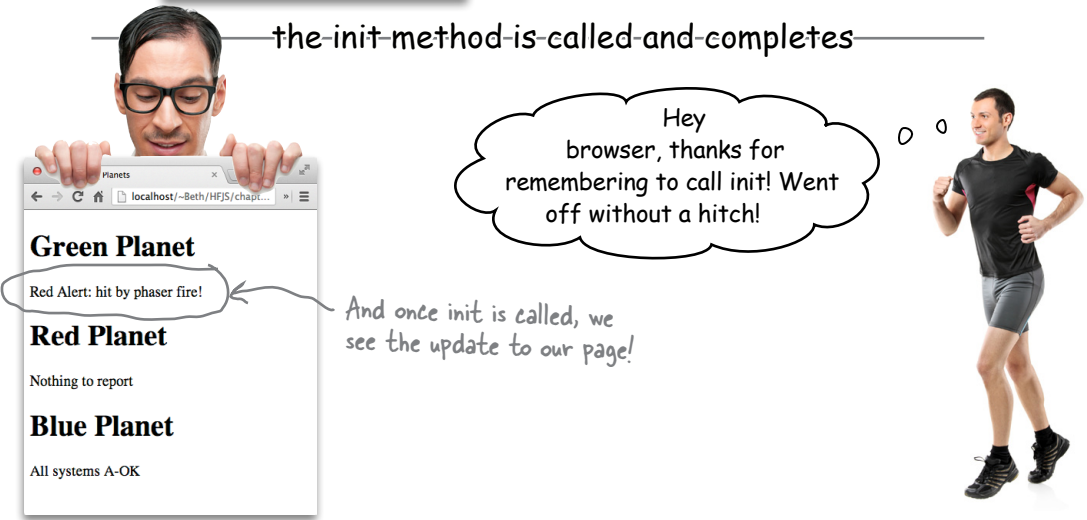 the init method is called and completes
Hey
browser, thanks for
remembering to call init! Went
off without a hitch!
Planets
localhost/~Beth/HFJS/chapt...
Green Planet
Red Alert: hit by phaser fire!
And once init is called, we
see the update to our page!
Red Planet
Nothing to report
Blue Planet
All systems A-OK